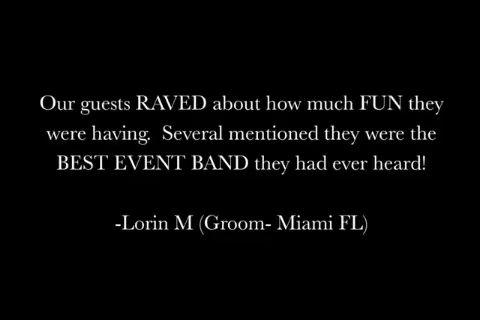 Our guests RAVED about how much FUN they
were having.  Several mentioned they were the
BEST EVENT BAND they had ever heard!
-Lorin M (Groom- Miami FL)